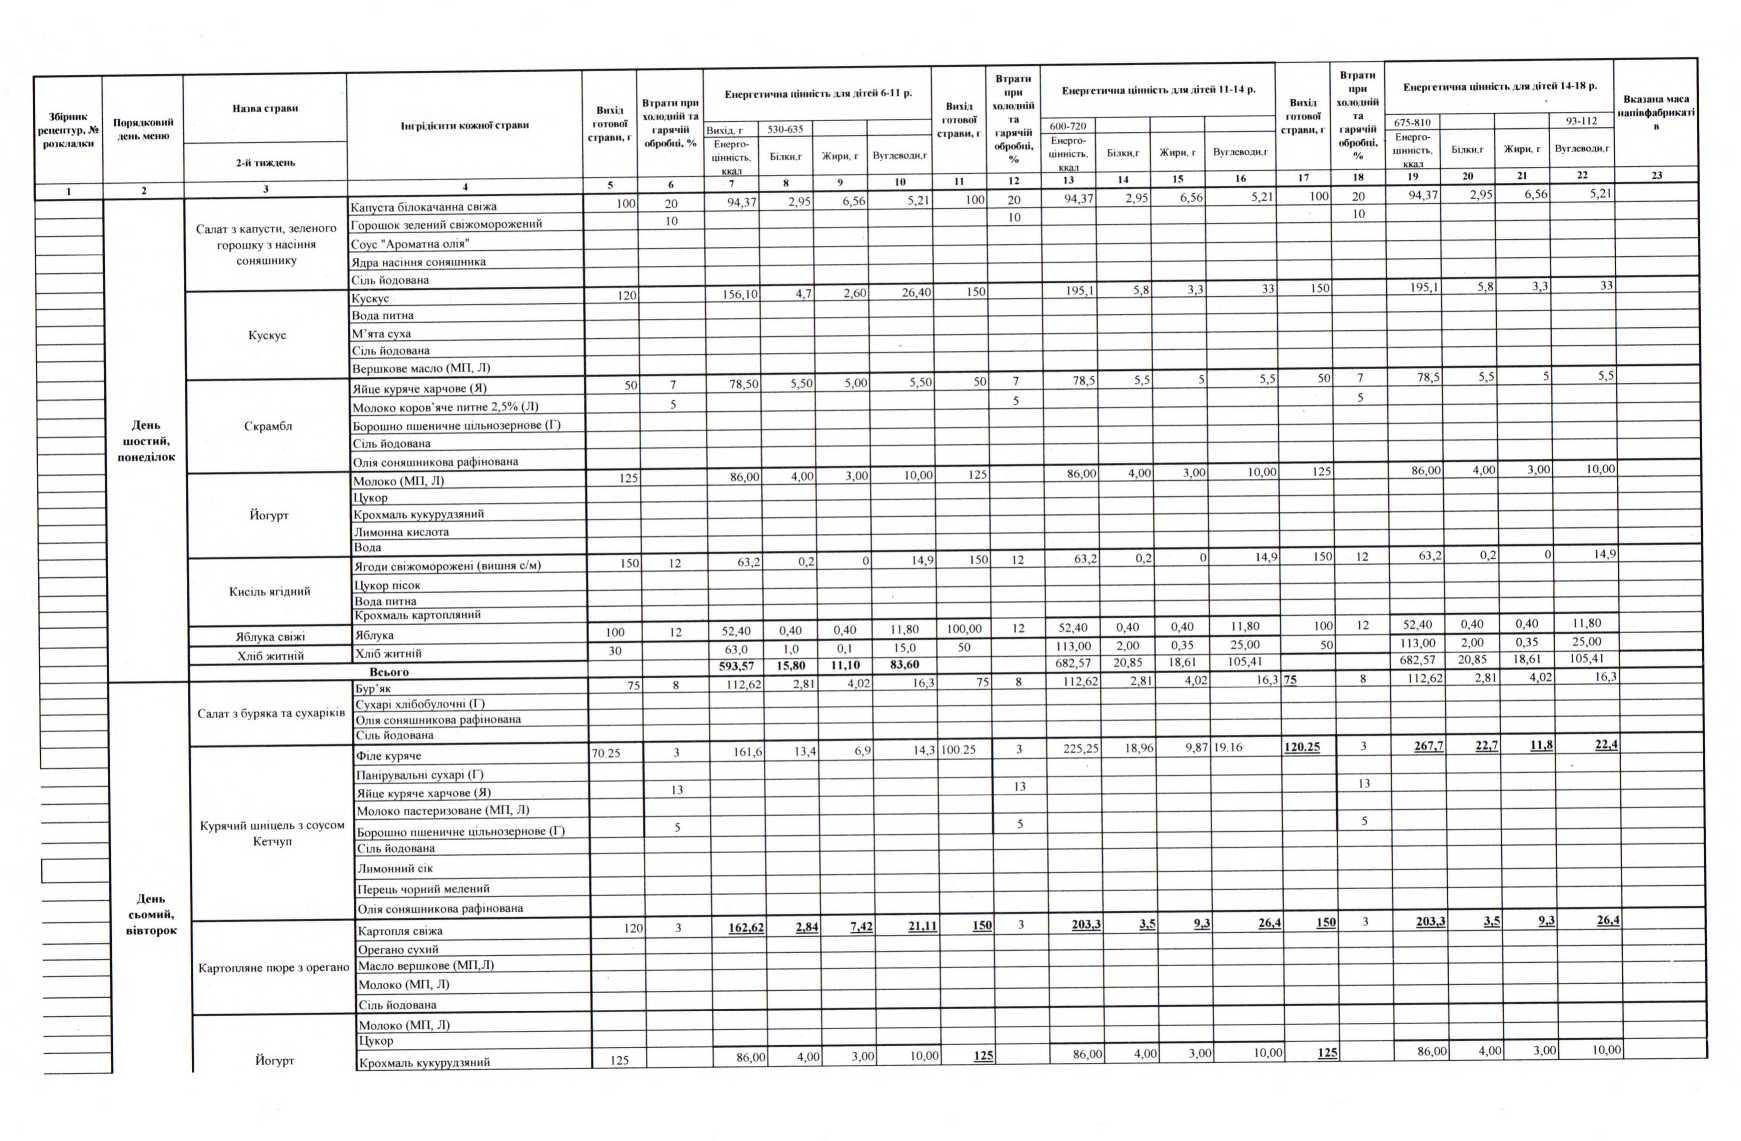 Збірник рецептур, № розкладки | Порядковий день меню | Назва страви | Інгрідієнти кожної страви | Вихід готової страви, г | Втрати при холодній та гарячій обробці, % | Енергетична цінність для дітей 6-11 р. | Вихід готової страви, г | Втрати при холодній та гарячій обробці, % | Енергетична цінність для дітей 11-14 р. | Вихід готової страви, г | Втрати при холодній та гарячій обробці, % | Енергетична цінність для дітей 14-18 р. | Вказана маса напівфабрикатів
Вихід, г | 530-635 | 600-720 | 675-810 | 93-112
2-й тиждень | Енерго-цінність, ккал | Білки,г | Жири, г | Вуглеводи,г | Енерго-цінність, ккал | Білки,г | Жири, г | Вуглеводи,г | Енерго-цінність, ккал | Білки,г | Жири, г | Вуглеводи,г
1 | 2 | 3 | 4 | 5 | 6 | 7 | 8 | 9 | 10 | 11 | 12 | 13 | 14 | 15 | 16 | 17 | 18 | 19 | 20 | 21 | 22 | 23
День шостий, понеділок
Салат з капусти, зеленого горошку з насіння соняшнику
Капуста білокачанна свіжа | 100 | 20 | 94,37 | 2,95 | 6,56 | 5,21 | 100 | 20 | 94,37 | 2,95 | 6,56 | 5,21 | 100 | 20 | 94,37 | 2,95 | 6,56 | 5,21
Горошок зелений свіжоморожений | 10 | 10 | 10
Соус "Ароматна олія"
Ядра насіння соняшника
Сіль йодована
Кускус
Кускус | 120 | 156,10 | 4,7 | 2,60 | 26,40 | 150 | 195,1 | 5,8 | 3,3 | 33 | 150 | 195,1 | 5,8 | 3,3 | 33
Вода питна
М'ята суха
Сіль йодована
Вершкове масло (МП, Л)
Скрамбл
Яйце куряче харчове (Я) | 50 | 7 | 78,50 | 5,50 | 5,00 | 5,50 | 50 | 7 | 78,5 | 5,5 | 5 | 5,5 | 50 | 7 | 78,5 | 5,5 | 5 | 5,5
Молоко коров'яче питне 2,5% (Л) | 5 | 5 | 5
Борошно пшеничне цільнозернове (Г)
Сіль йодована
Олія соняшникова рафінована
Йогурт
Молоко (МП, Л) | 125 | 86,00 | 4,00 | 3,00 | 10,00 | 125 | 86,00 | 4,00 | 3,00 | 10,00 | 125 | 86,00 | 4,00 | 3,00 | 10,00
Цукор
Крохмаль кукурудзяний
Лимонна кислота
Вода
Кисіль ягідний
Ягоди свіжоморожені (вишня с/м) | 150 | 12 | 63,2 | 0,2 | 0 | 14,9 | 150 | 12 | 63,2 | 0,2 | 0 | 14,9 | 150 | 12 | 63,2 | 0,2 | 0 | 14,9
Цукор пісок
Вода питна
Крохмаль картопляний
Яблука свіжі | Яблука | 100 | 12 | 52,40 | 0,40 | 0,40 | 11,80 | 100,00 | 12 | 52,40 | 0,40 | 0,40 | 11,80 | 100 | 12 | 52,40 | 0,40 | 0,40 | 11,80
Хліб житній | Хліб житній | 30 | 63,0 | 1,0 | 0,1 | 15,0 | 50 | 113,00 | 2,00 | 0,35 | 25,00 | 50 | 113,00 | 2,00 | 0,35 | 25,00
Всього | 593,57 | 15,80 | 11,10 | 83,60 | 682,57 | 20,85 | 18,61 | 105,41 | 682,57 | 20,85 | 18,61 | 105,41
День сьомий, вівторок
Салат з буряка та сухариків
Бур'як | 75 | 8 | 112,62 | 2,81 | 4,02 | 16,3 | 75 | 8 | 112,62 | 2,81 | 4,02 | 16,3 | 75 | 8 | 112,62 | 2,81 | 4,02 | 16,3
Сухарі хлібобулочні (Г)
Олія соняшникова рафінована
Сіль йодована
Курячий шніцель з соусом Кетчуп
Філе куряче | 70.25 | 3 | 161,6 | 13,4 | 6,9 | 14,3 | 100.25 | 3 | 225,25 | 18,96 | 9,87 | 19.16 | 120.25 | 3 | 267,7 | 22,7 | 11,8 | 22,4
Панірувальні сухарі (Г)
Яйце куряче харчове (Я) | 13 | 13 | 13
Молоко пастеризоване (МП, Л)
Борошно пшеничне цільнозернове (Г) | 5 | 5 | 5
Сіль йодована
Лимонний сік
Перець чорний мелений
Олія соняшникова рафінована
Картопляне пюре з орегано
Картопля свіжа | 120 | 3 | 162,62 | 2,84 | 7,42 | 21,11 | 150 | 3 | 203,3 | 3,5 | 9,3 | 26,4 | 150 | 3 | 203,3 | 3,5 | 9,3 | 26,4
Орегано сухий
Масло вершкове (МП,Л)
Молоко (МП, Л)
Сіль йодована
Йогурт
Молоко (МП, Л)
Цукор
Крохмаль кукурудзяний | 125 | 86,00 | 4,00 | 3,00 | 10,00 | 125 | 86,00 | 4,00 | 3,00 | 10,00 | 125 | 86,00 | 4,00 | 3,00 | 10,00